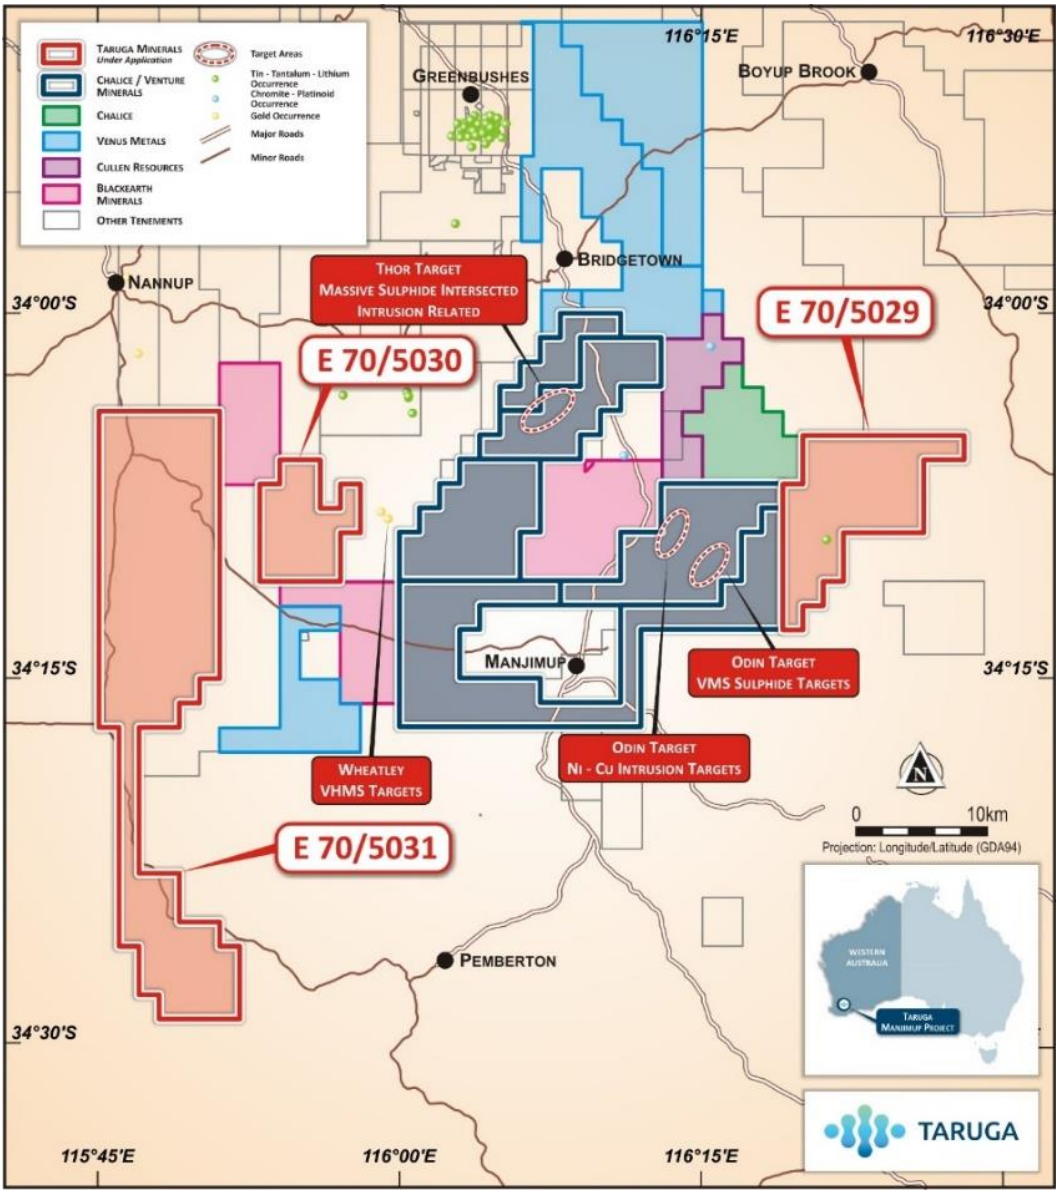 TARUGA MINERALS
Under Application
CHALICE / VENTURE
MINERALS
CHALICE
VENUS METALS
CULLEN RESOURCES
BLACKEARTH
MINERALS
OTHER TENEMENTS
Target Areas
Tin - Tantalum - Lithium
Occurrence
Chromite - Platinoid
Occurrence
Gold Occurrence
Major Roads
Minor Roads
116°15'E
116°30'E
GREENBUSHES
BOYUP BROOK
BRIDGETOWN
NANNUP
34°00'S
34°00'S
THOR TARGET
MASSIVE SULPHIDE INTERSECTED
INTRUSION RELATED
E 70/5029
E 70/5030
MANJIMUP
34°15'S
34°15'S
ODIN TARGET
VMS SULPHIDE TARGETS
ODIN TARGET
NI - CU INTRUSION TARGETS
WHEATLEY
VHMS TARGETS
N
0 10km
Projection: Longitude/Latitude (GDA94)
E 70/5031
PEMBERTON
WESTERN
AUSTRALIA
TARUGA
MANJIMUP PROJECT
34°30'S
TARUGA
115°45'E
116°00'E
116°15'E